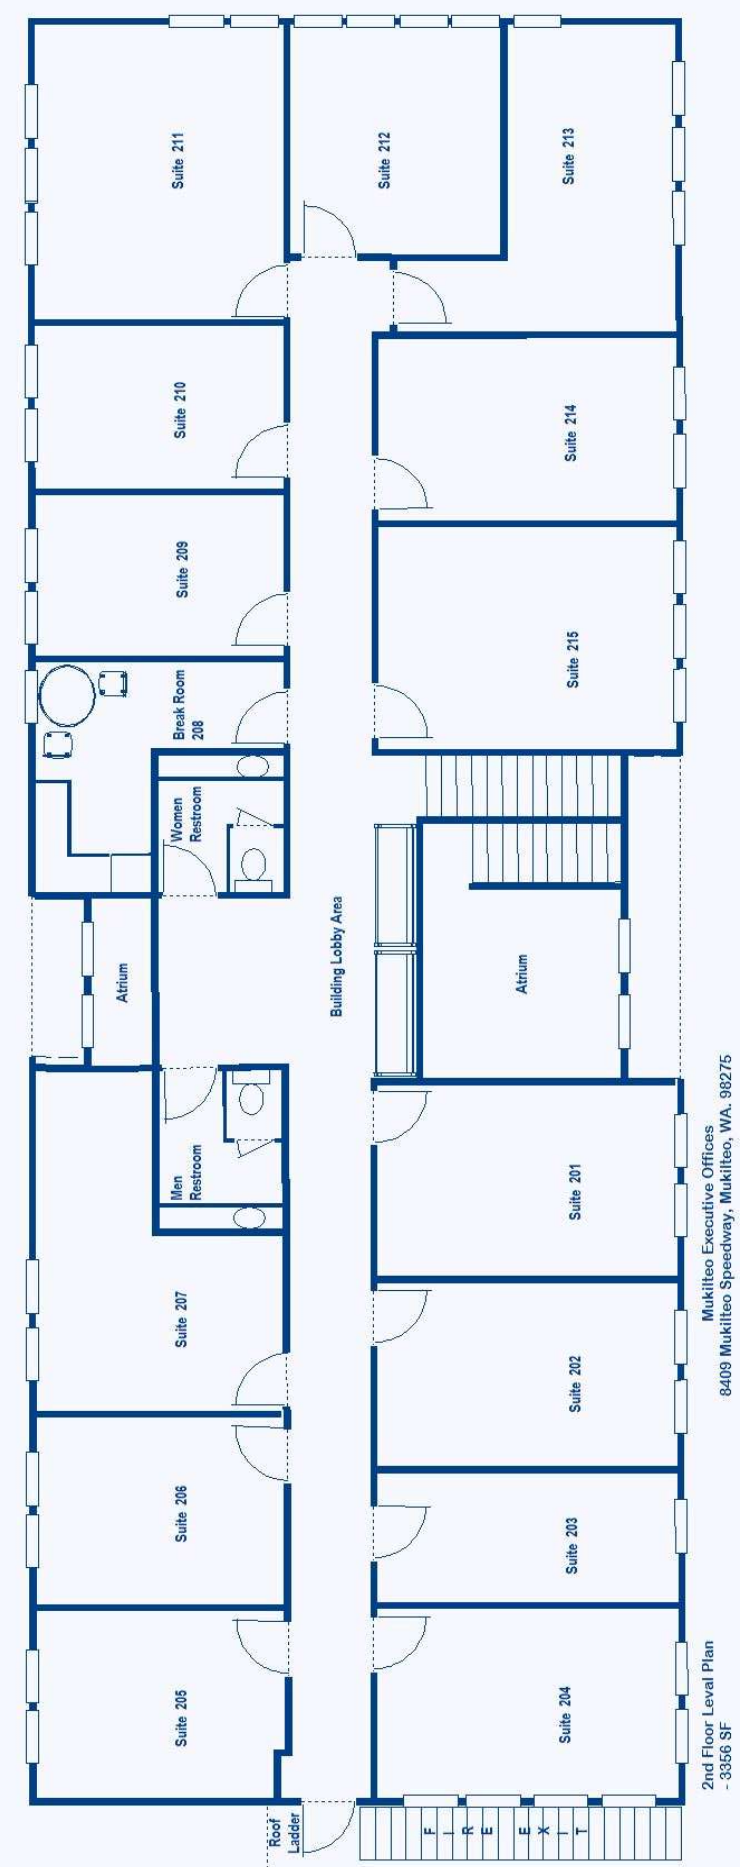 Suite 211
Suite 212
Suite 213
Suite 210
Suite 214
Suite 209
Suite 215
Break Room
208
Women
Restroom
Building Lobby Area
Atrium
Atrium
Men
Restroom
Suite 201
Suite 207
Suite 202
Suite 206
Suite 203
Suite 205
Suite 204
Roof
Ladder
FIRE EXIT
Mukilteo Executive Offices
8409 Mukilteo Speedway, Mukilteo, WA. 98275
2nd Floor Leval Plan
- 3356 SF